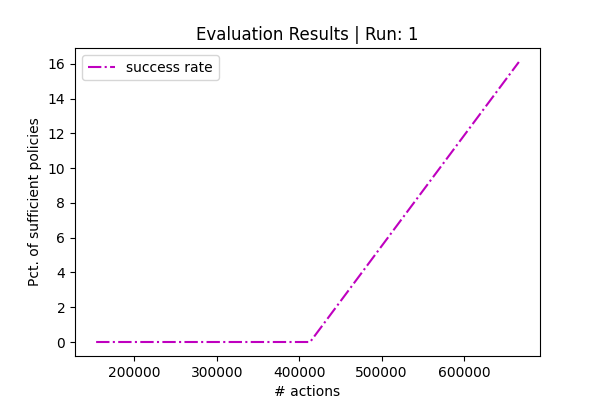 Evaluation Results | Run: 1
success rate
Pct. of sufficient policies
16
14
12
10
8
6
4
2
0
200000 300000 400000 500000 600000
# actions